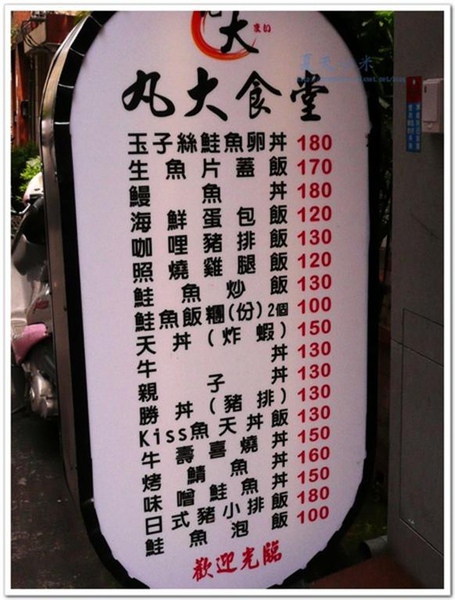 大
丸大食堂
玉子絲鮭魚卵丼 180
生魚片蓋飯 170
鰻魚丼 180
海鮮蛋包飯 120
咖哩豬排飯 130
照燒雞腿飯 120
鮭魚炒飯 130
鮭魚飯糰(份)2個 100
天丼(炸蝦) 150
牛丼 130
親子丼 130
勝丼(豬排) 130
Kiss魚天丼飯 130
牛壽喜燒丼 150
烤鯖魚丼 160
味噌鮭魚丼 150
日式豬小排飯 180
鮭魚泡飯 100
歡迎光臨